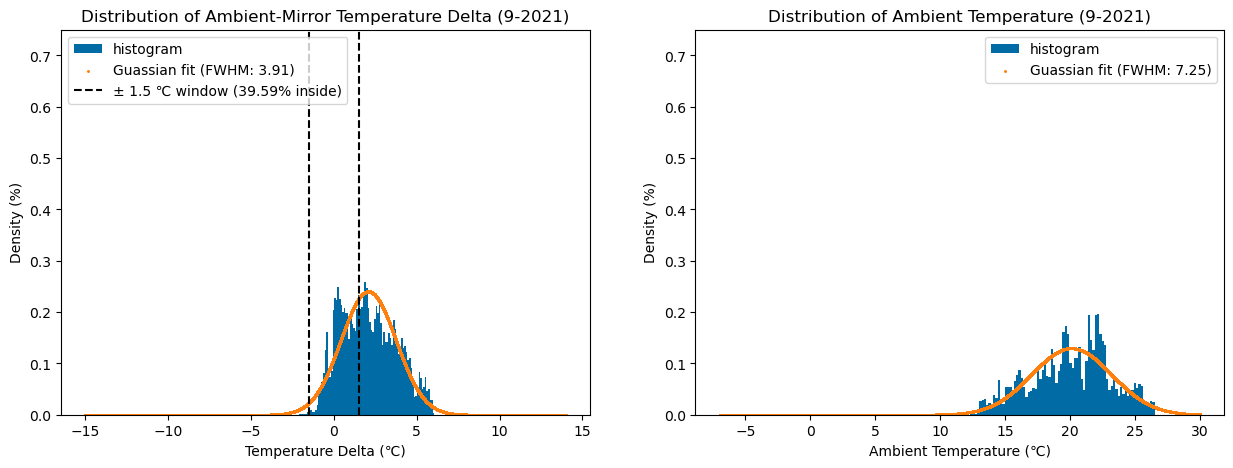 Distribution of Ambient-Mirror Temperature Delta (9-2021)
histogram
Guassian fit (FWHM: 3.91)
± 1.5 ℃ window (39.59% inside)
0.7
0.6
0.5
0.4
0.3
0.2
0.1
0.0
Density (%)
−15
−10
−5
0
5
10
15
Temperature Delta (℃)
Distribution of Ambient Temperature (9-2021)
histogram
Guassian fit (FWHM: 7.25)
0.7
0.6
0.5
0.4
0.3
0.2
0.1
0.0
Density (%)
−5
0
5
10
15
20
25
30
Ambient Temperature (℃)